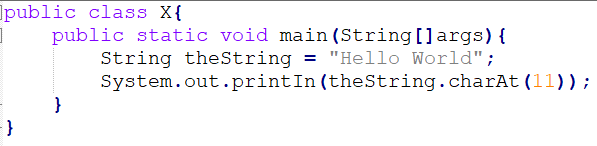 public class X{
public static void main(String[]args){
String theString = "Hello World";
System.out.printIn(theString.charAt(11));
}
}